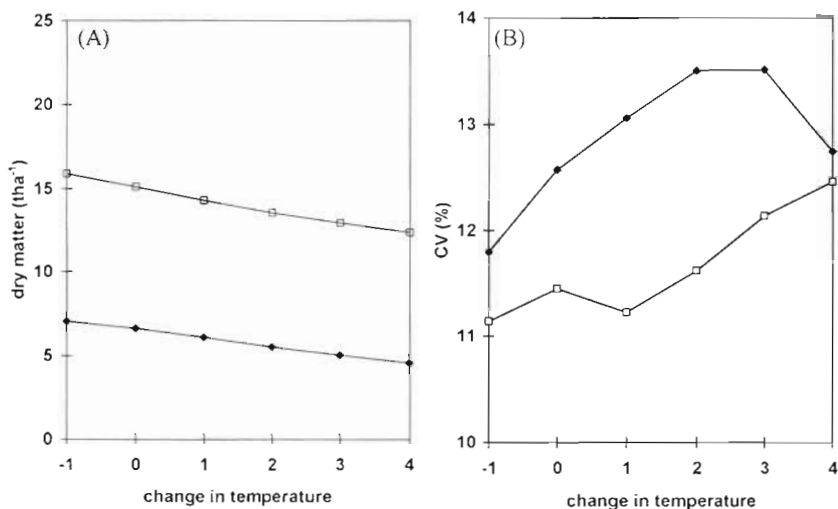 (A)
25
20
15
10
5
0
dry matter (tha⁻¹)
-1 0 1 2 3 4
change in temperature
(B)
14
13
12
11
10
CV (%)
-1 0 1 2 3 4
change in temperature